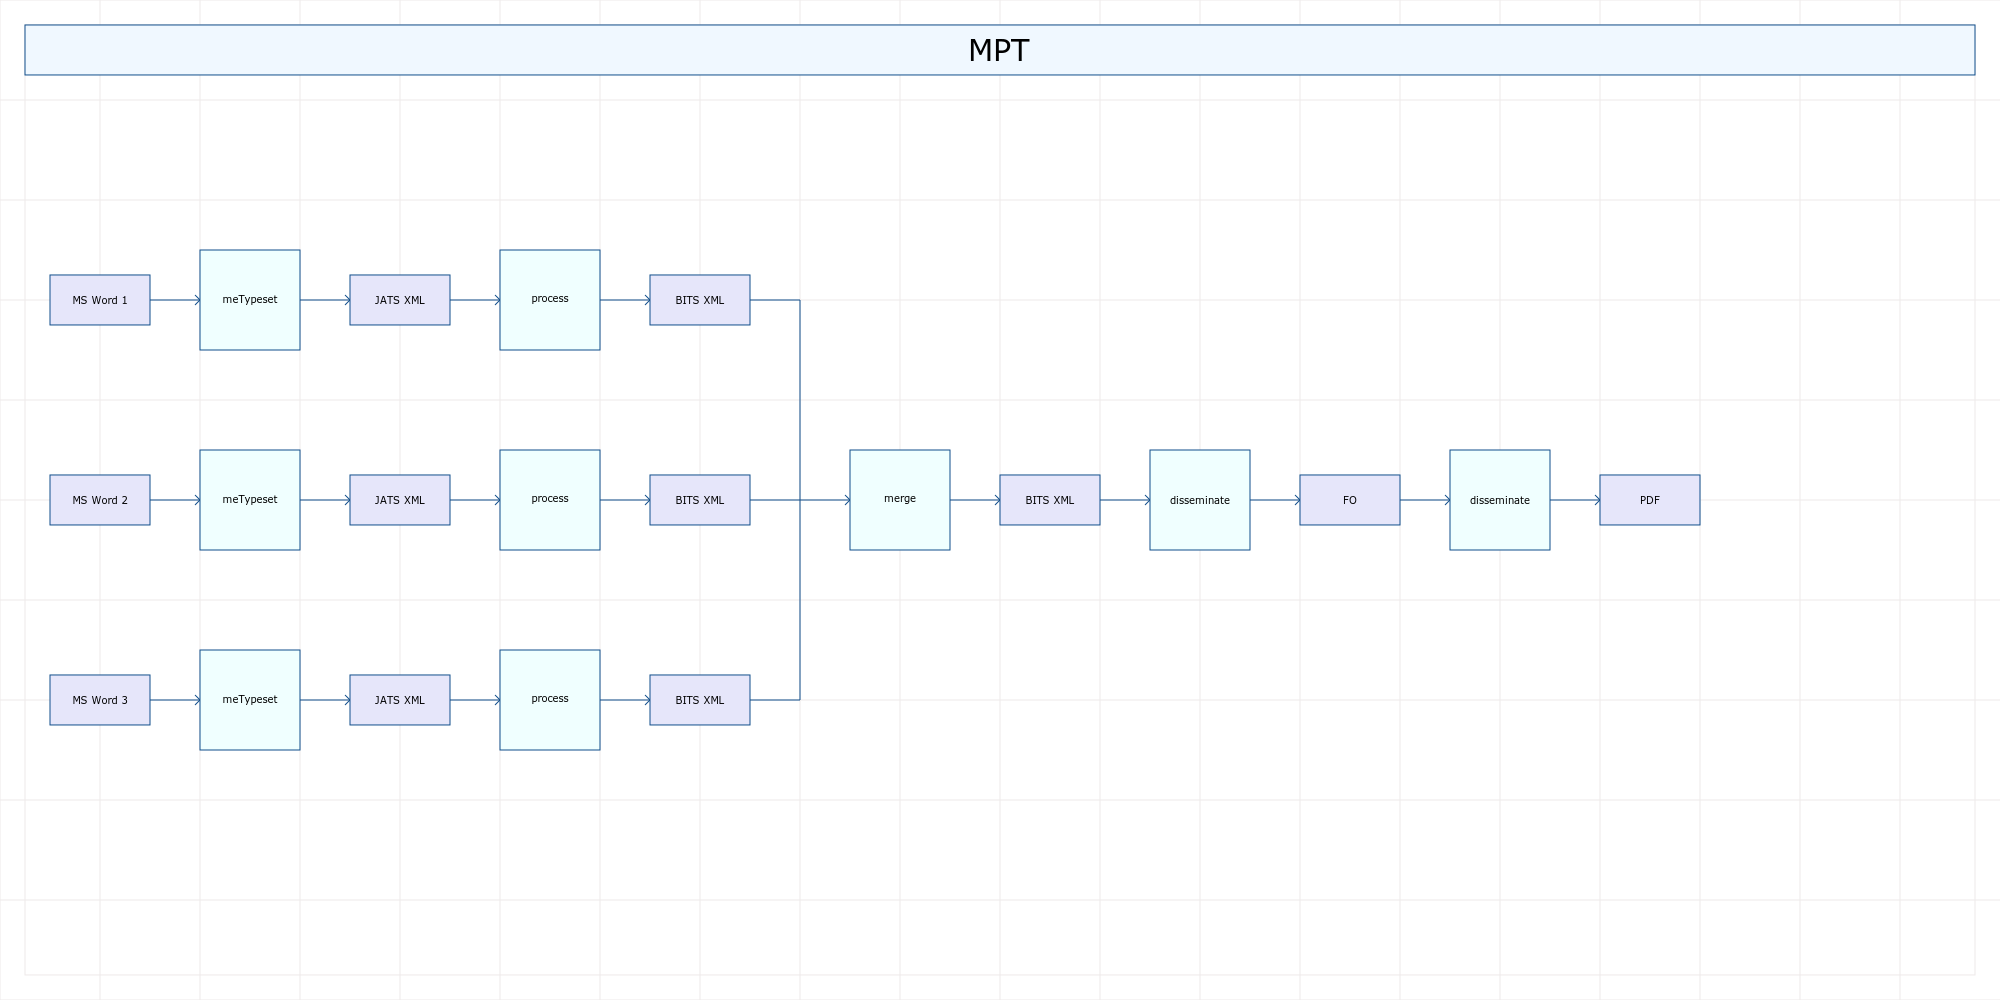 MPT
MS Word 1
meTypeset
JATS XML
process
BITS XML
MS Word 2
meTypeset
JATS XML
process
BITS XML
merge
BITS XML
disseminate
FO
disseminate
PDF
MS Word 3
meTypeset
JATS XML
process
BITS XML